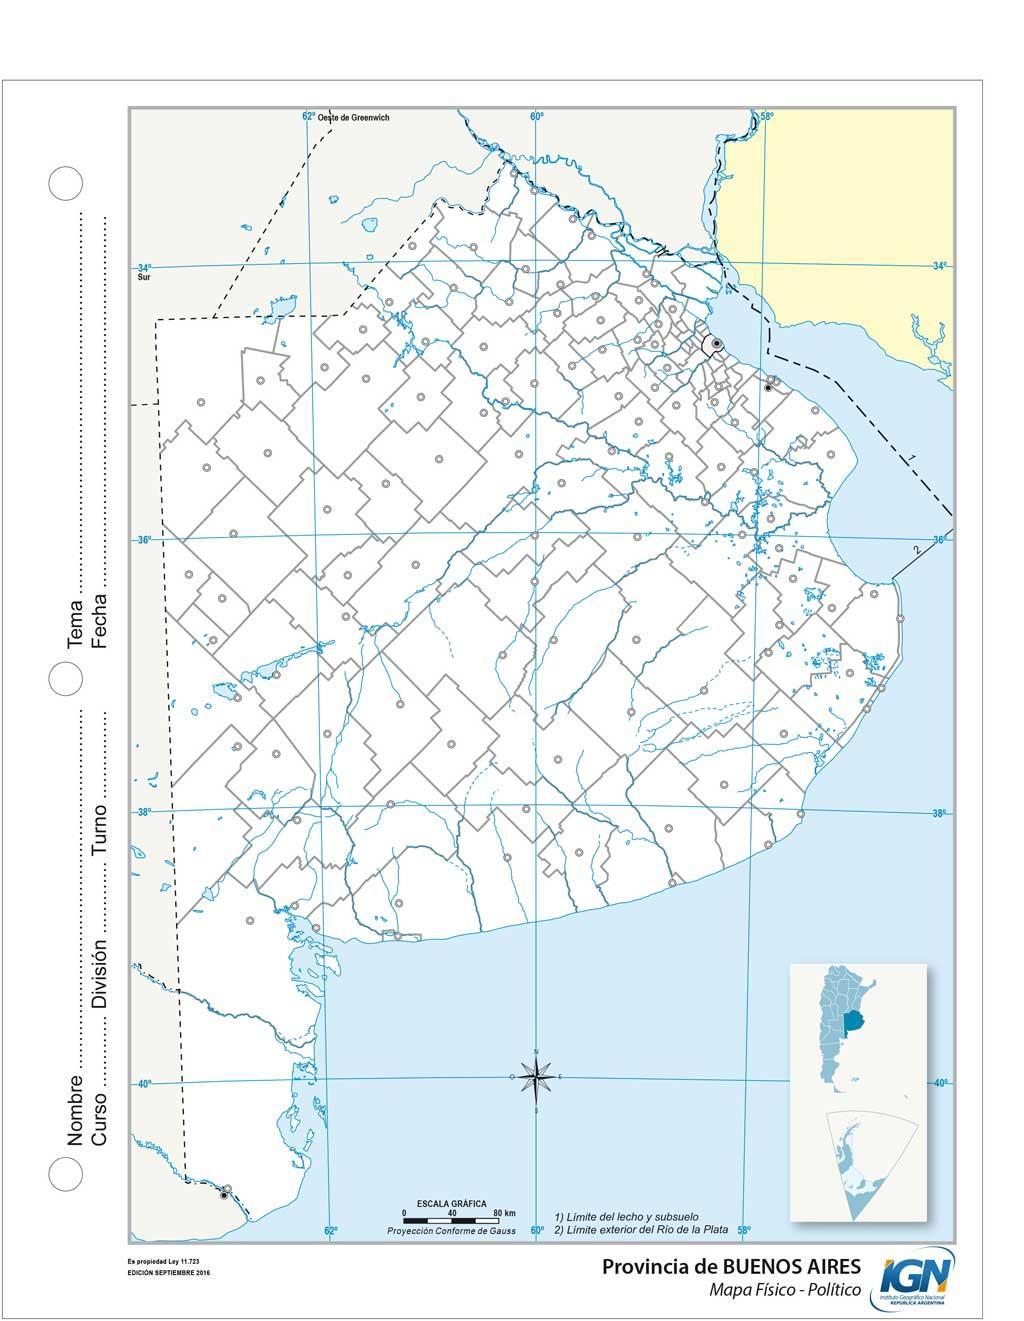 62° Oeste de Greenwich
60°
58°
34°
Sur
34°
36°
36°
38°
38°
40°
40°
62°
60°
58°
1
2
N
O
E
S
Nombre
Tema
Curso
División
Turno
Fecha
ESCALA GRÁFICA
0 40 80 km
Proyección Conforme de Gauss
1) Límite del lecho y subsuelo
2) Límite exterior del Río de la Plata
Es propiedad Ley 11.723
EDICIÓN SEPTIEMBRE 2016
Provincia de BUENOS AIRES
Mapa Físico - Político
IGN
Instituto Geográfico Nacional
REPÚBLICA ARGENTINA